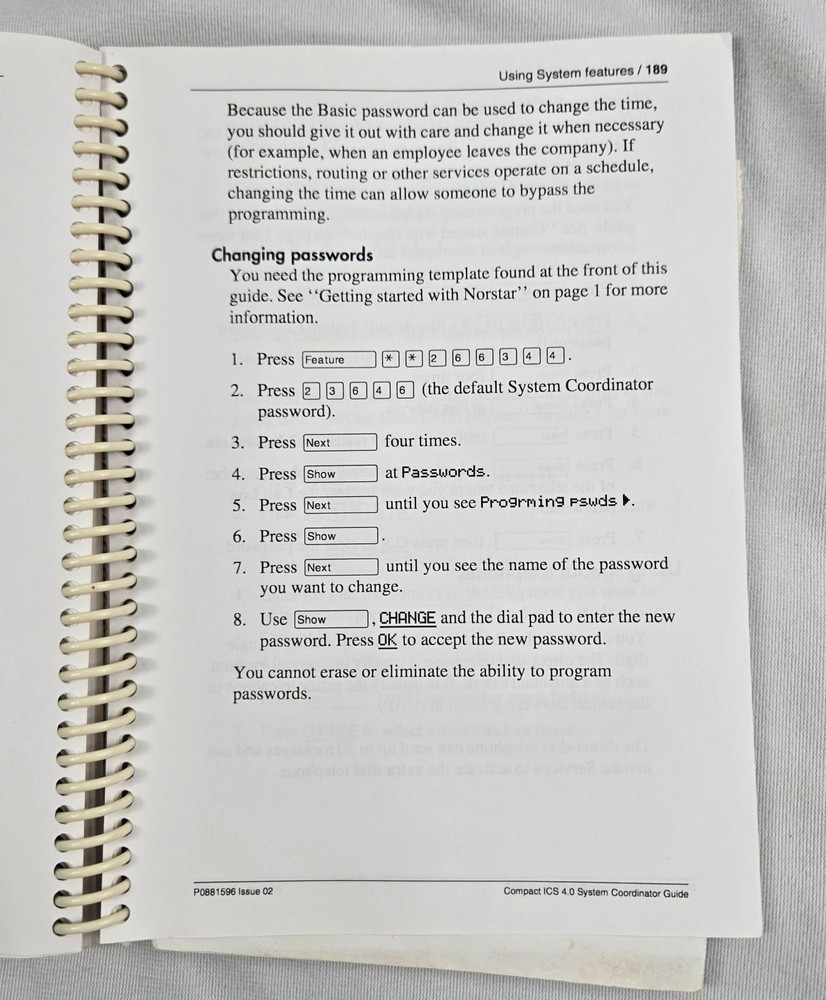 Using System features / 189
Because the Basic password can be used to change the time,
you should give it out with care and change it when necessary
(for example, when an employee leaves the company). If
restrictions, routing or other services operate on a schedule,
changing the time can allow someone to bypass the
programming.
Changing passwords
You need the programming template found at the front of this
guide. See ‘‘Getting started with Norstar’’ on page 1 for more
information.
1. Press Feature * * 2 6 6 3 4 4 .
2. Press 2 3 6 4 6 (the default System Coordinator
password).
3. Press Next four times.
4. Press Show at Passwords.
5. Press Next until you see Progrming pswds ▶.
6. Press Show .
7. Press Next until you see the name of the password
you want to change.
8. Use Show , CHANGE and the dial pad to enter the new
password. Press OK to accept the new password.
You cannot erase or eliminate the ability to program
passwords.
P0881596 Issue 02
Compact ICS 4.0 System Coordinator Guide